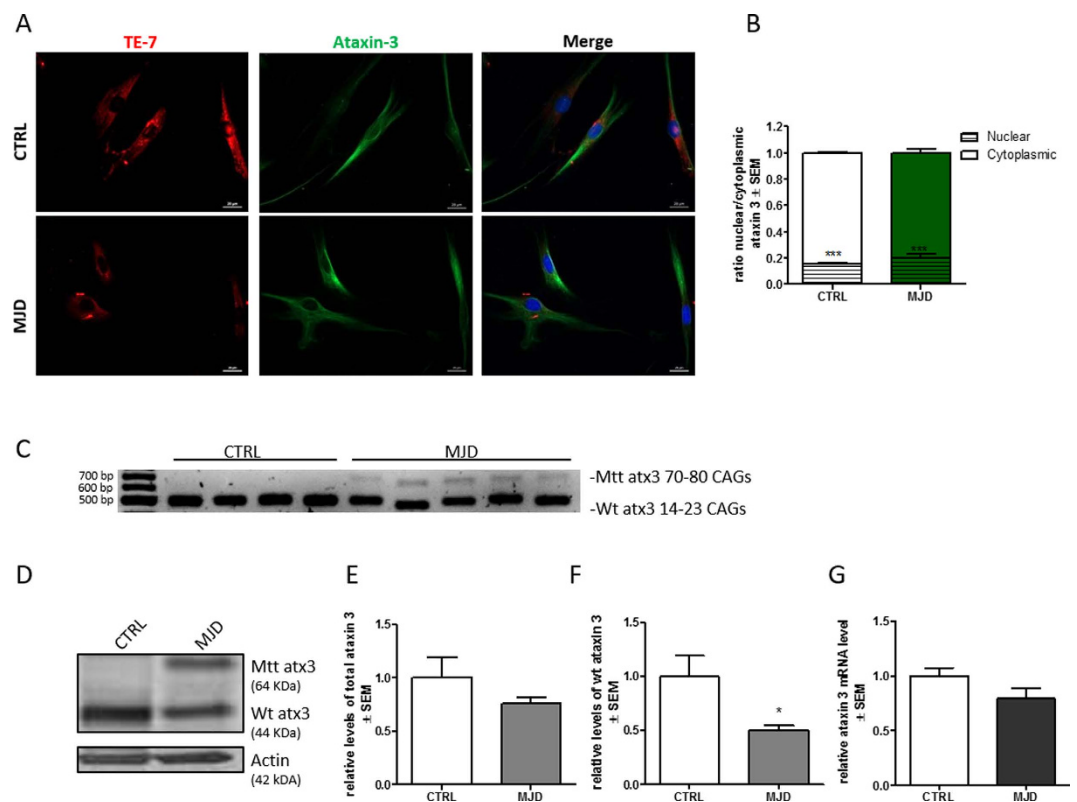 A
TE-7
Ataxin-3
Merge
CTRL
MJD
B
ratio nuclear/cytoplasmic
ataxin 3 ± SEM
1.2
1.0
0.8
0.6
0.4
0.2
0.0
***
***
CTRL
MJD
Nuclear
Cytoplasmic
C
CTRL
MJD
700 bp
600 bp
500 bp
-Mtt atx3 70-80 CAGs
-Wt atx3 14-23 CAGs
D
CTRL
MJD
Mtt atx3
(64 KDa)
Wt atx3
(44 KDa)
Actin
(42 kDA)
E
relative levels of total ataxin 3
± SEM
1.5
1.0
0.5
0.0
CTRL
MJD
F
relative levels of wt ataxin 3
± SEM
1.5
1.0
0.5
0.0
*
CTRL
MJD
G
relative ataxin 3 mRNA level
± SEM
1.5
1.0
0.5
0.0
CTRL
MJD